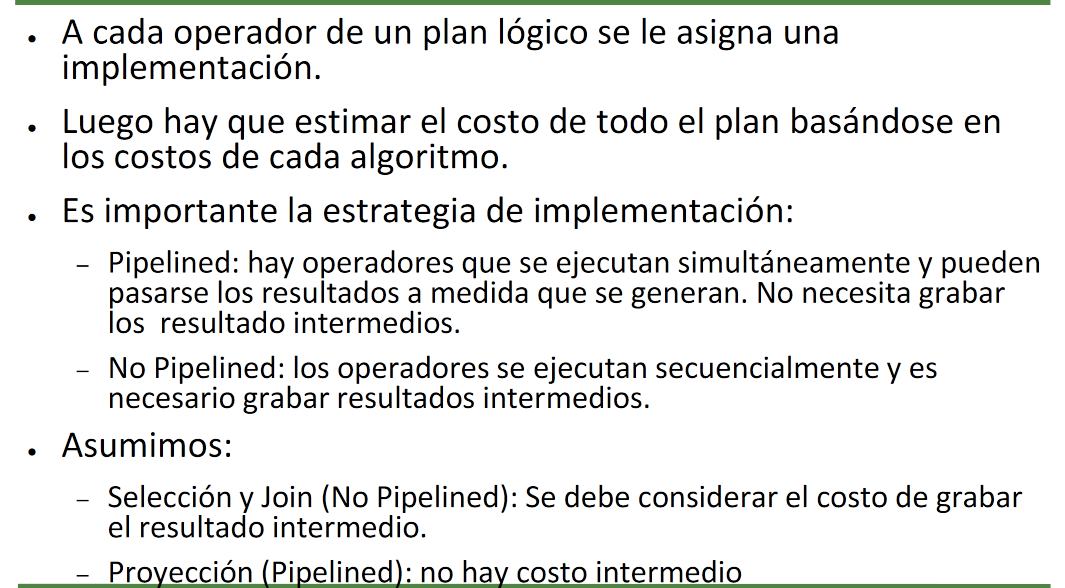 • A cada operador de un plan lógico se le asigna una
implementación.
• Luego hay que estimar el costo de todo el plan basándose en
los costos de cada algoritmo.
• Es importante la estrategia de implementación:
– Pipelined: hay operadores que se ejecutan simultáneamente y pueden
pasarse los resultados a medida que se generan. No necesita grabar
los resultado intermedios.
– No Pipelined: los operadores se ejecutan secuencialmente y es
necesario grabar resultados intermedios.
• Asumimos:
– Selección y Join (No Pipelined): Se debe considerar el costo de grabar
el resultado intermedio.
– Proyección (Pipelined): no hay costo intermedio